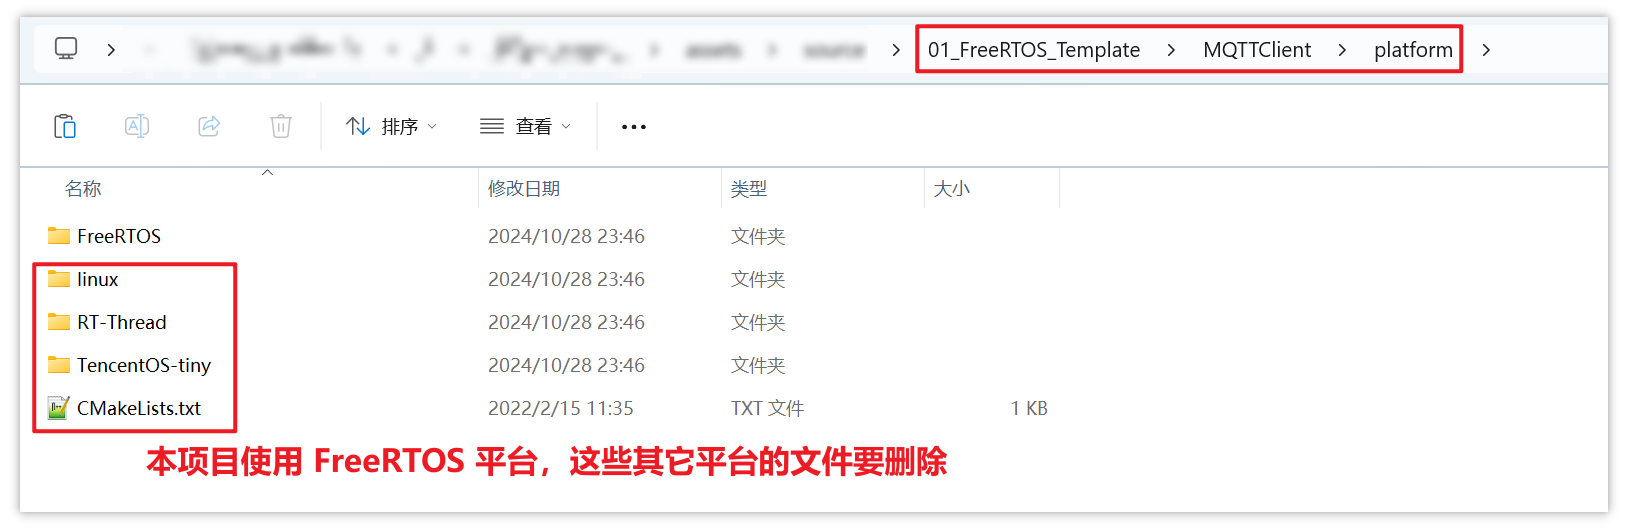 assets > source > 01_FreeRTOS_Template > MQTTClient > platform >
排序 查看 •••
名称 修改日期 类型 大小
FreeRTOS 2024/10/28 23:46 文件夹
linux 2024/10/28 23:46 文件夹
RT-Thread 2024/10/28 23:46 文件夹
TencentOS-tiny 2024/10/28 23:46 文件夹
CMakeLists.txt 2022/2/15 11:35 TXT 文件 1 KB
本项目使用 FreeRTOS 平台，这些其它平台的文件要删除